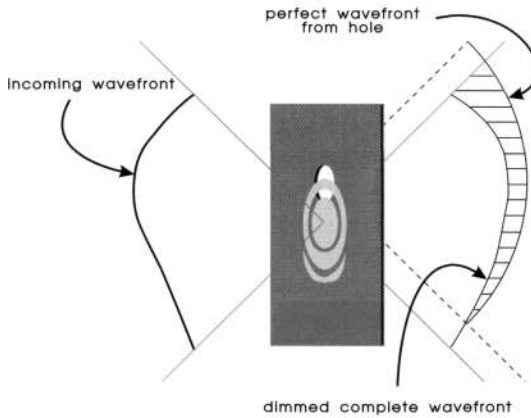 perfect wavefront
from hole
incoming wavefront
dimmed complete wavefront